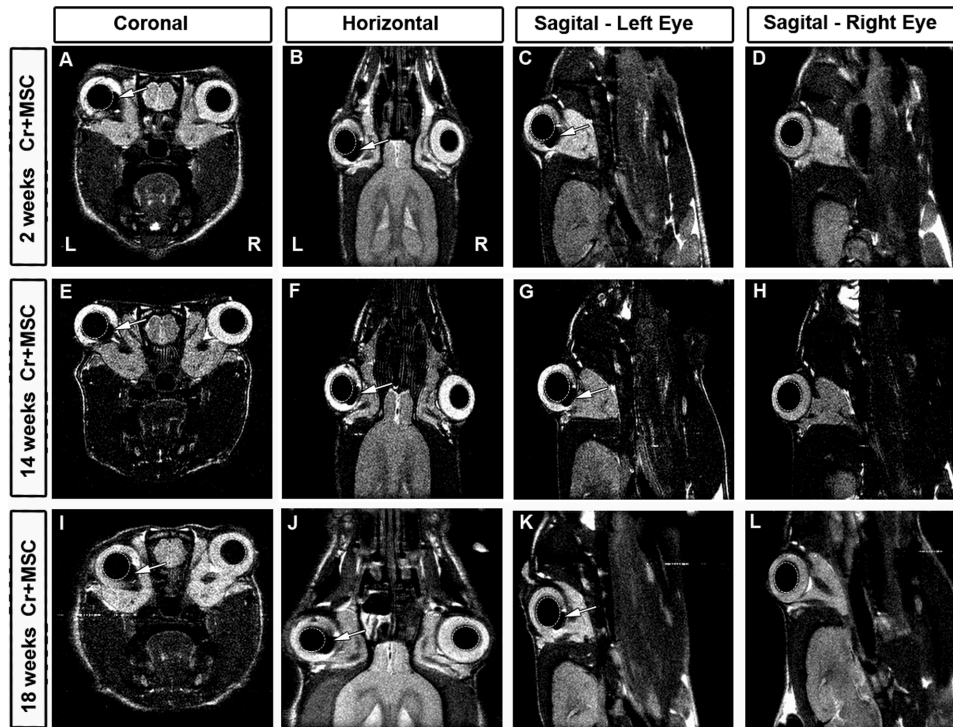 Coronal
Horizontal
Sagital - Left Eye
Sagital - Right Eye
2 weeks Cr+MSC
A
B
C
D
L
R
L
R
14 weeks Cr+MSC
E
F
G
H
18 weeks Cr+MSC
I
J
K
L